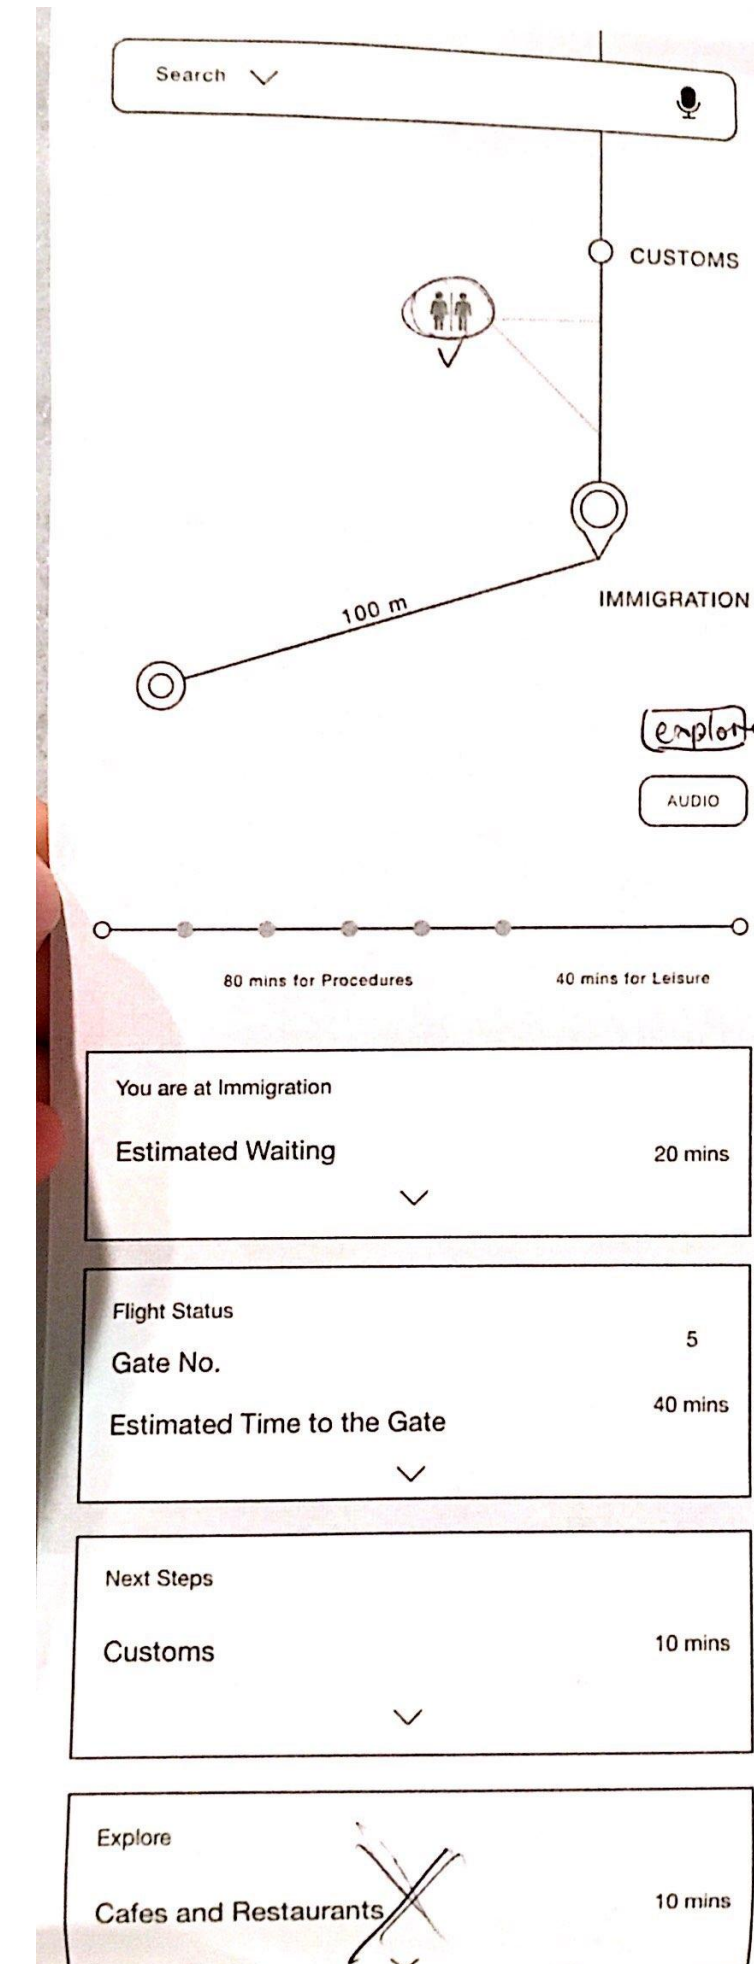 Search
CUSTOMS
100 m
IMMIGRATION
AUDIO
80 mins for Procedures
40 mins for Leisure
You are at Immigration
Estimated Waiting
20 mins
Flight Status
5
Gate No.
40 mins
Estimated Time to the Gate
Next Steps
10 mins
Customs
Explore
10 mins
Cafes and Restaurants